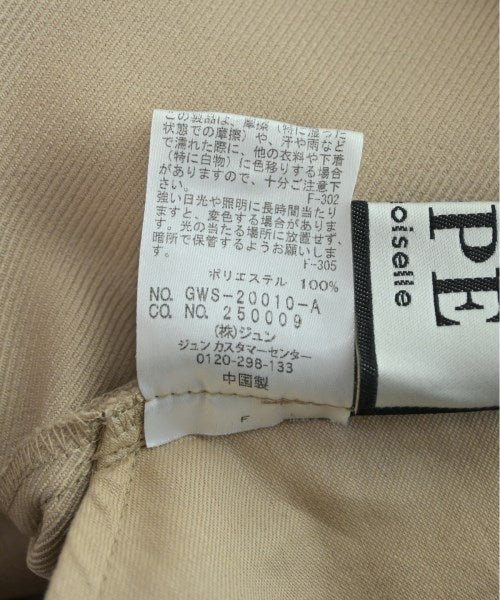 この製品は、摩擦（特に湿った
状態での摩擦）や、汗や雨など
で濡れた際に、他の衣料や下着
（特に白物）に色移りする場合
がありますので、十分ご注意下
さい。
F-302
強い日光や照明に長時間当たり
ますと、変色する場合がありま
す。光の当たる場所に放置せず、
暗所で保管するようお願いしま
す。
F-305
ポリエステル 100%
NO. GWS-20010-A
CO. NO. 250009
(株)ジュン
ジュン カスタマーセンター
0120-298-133
中国製
F
PE
oiselle